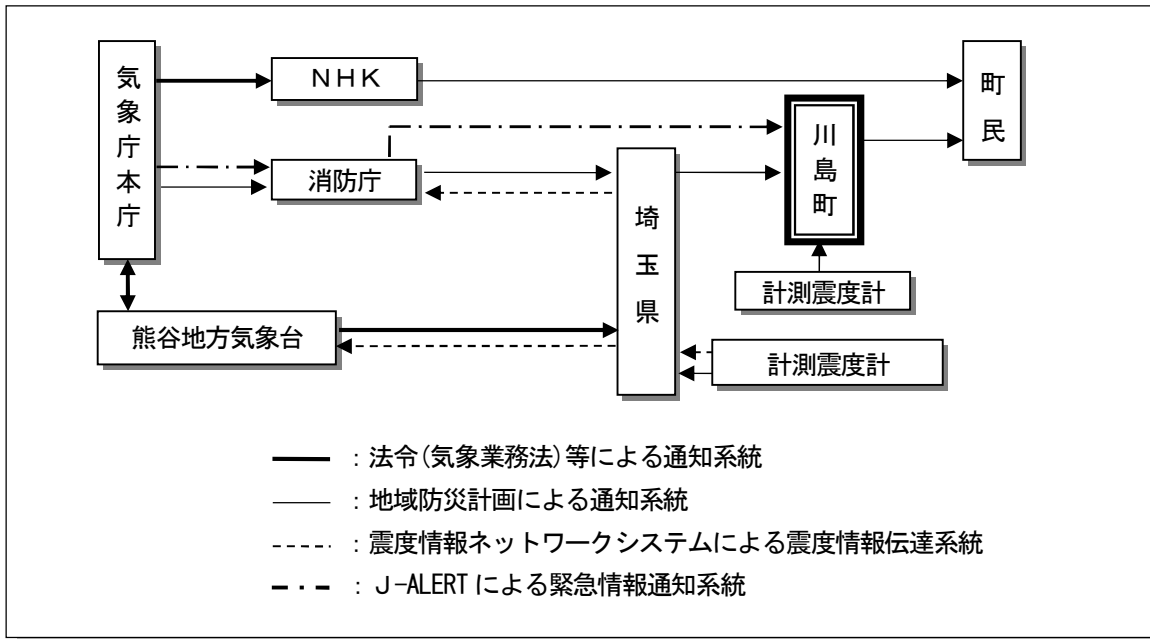 気象庁本庁
NHK
町民
川島町
消防庁
埼玉県
計測震度計
熊谷地方気象台
計測震度計
：法令(気象業務法)等による通知系統
：地域防災計画による通知系統
：震度情報ネットワークシステムによる震度情報伝達系統
：J-ALERTによる緊急情報通知系統